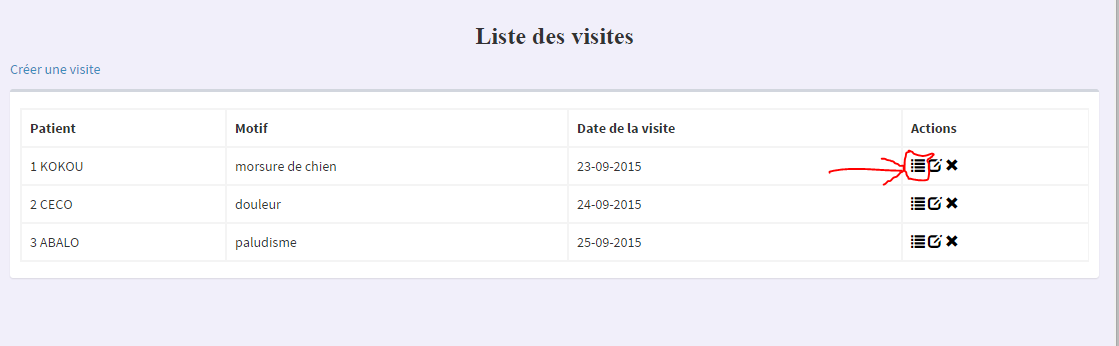 Liste des visites
Créer une visite
Patient Motif Date de la visite Actions
1 KOKOU morsure de chien 23-09-2015
2 CECO douleur 24-09-2015
3 ABALO paludisme 25-09-2015